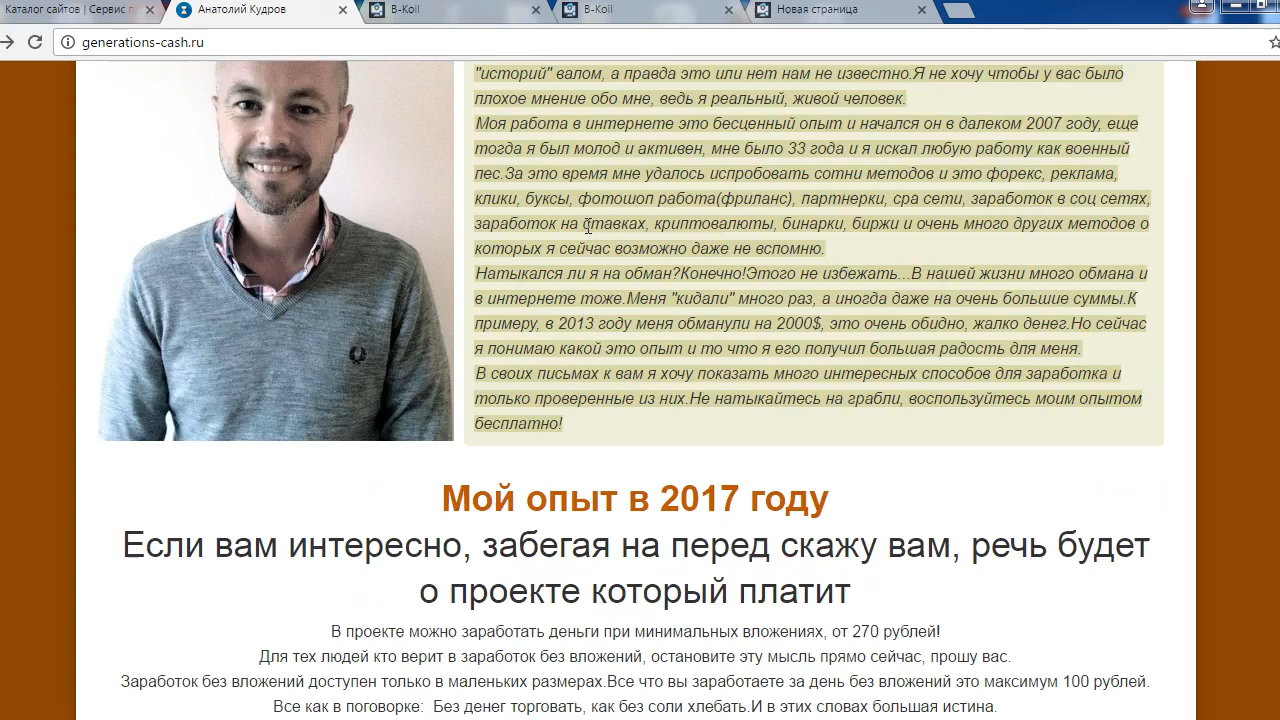 Каталог сайтов | Сервис п
Анатолий Кудров
B-Koil
B-Koil
Новая страница
generations-cash.ru
"историй" валом, а правда это или нет нам не известно.Я не хочу чтобы у вас было
плохое мнение обо мне, ведь я реальный, живой человек.
Моя работа в интернете это бесценный опыт и начался он в далеком 2007 году, еще
тогда я был молод и активен, мне было 33 года и я искал любую работу как военный
пес.За это время мне удалось испробовать сотни методов и это форекс, реклама,
клики, буксы, фотошоп работа(фриланс), партнерки, сра сети, заработок в соц сетях,
заработок на ставках, криптовалюты, бинарки, биржи и очень много других методов о
которых я сейчас возможно даже не вспомню.
Натыкался ли я на обман?Конечно!Этого не избежать...В нашей жизни много обмана и
в интернете тоже.Меня "кидали" много раз, а иногда даже на очень большие суммы.К
примеру, в 2013 году меня обманули на 2000$, это очень обидно, жалко денег.Но сейчас
я понимаю какой это опыт и то что я его получил большая радость для меня.
В своих письмах к вам я хочу показать много интересных способов для заработка и
только проверенные из них.Не натыкайтесь на грабли, воспользуйтесь моим опытом
бесплатно!
Мой опыт в 2017 году
Если вам интересно, забегая на перед скажу вам, речь будет
о проекте который платит
В проекте можно заработать деньги при минимальных вложениях, от 270 рублей!
Для тех людей кто верит в заработок без вложений, остановите эту мысль прямо сейчас, прошу вас.
Заработок без вложений доступен только в маленьких размерах.Все что вы заработаете за день без вложений это максимум 100 рублей.
Все как в поговорке:  Без денег торговать, как без соли хлебать.И в этих словах большая истина.